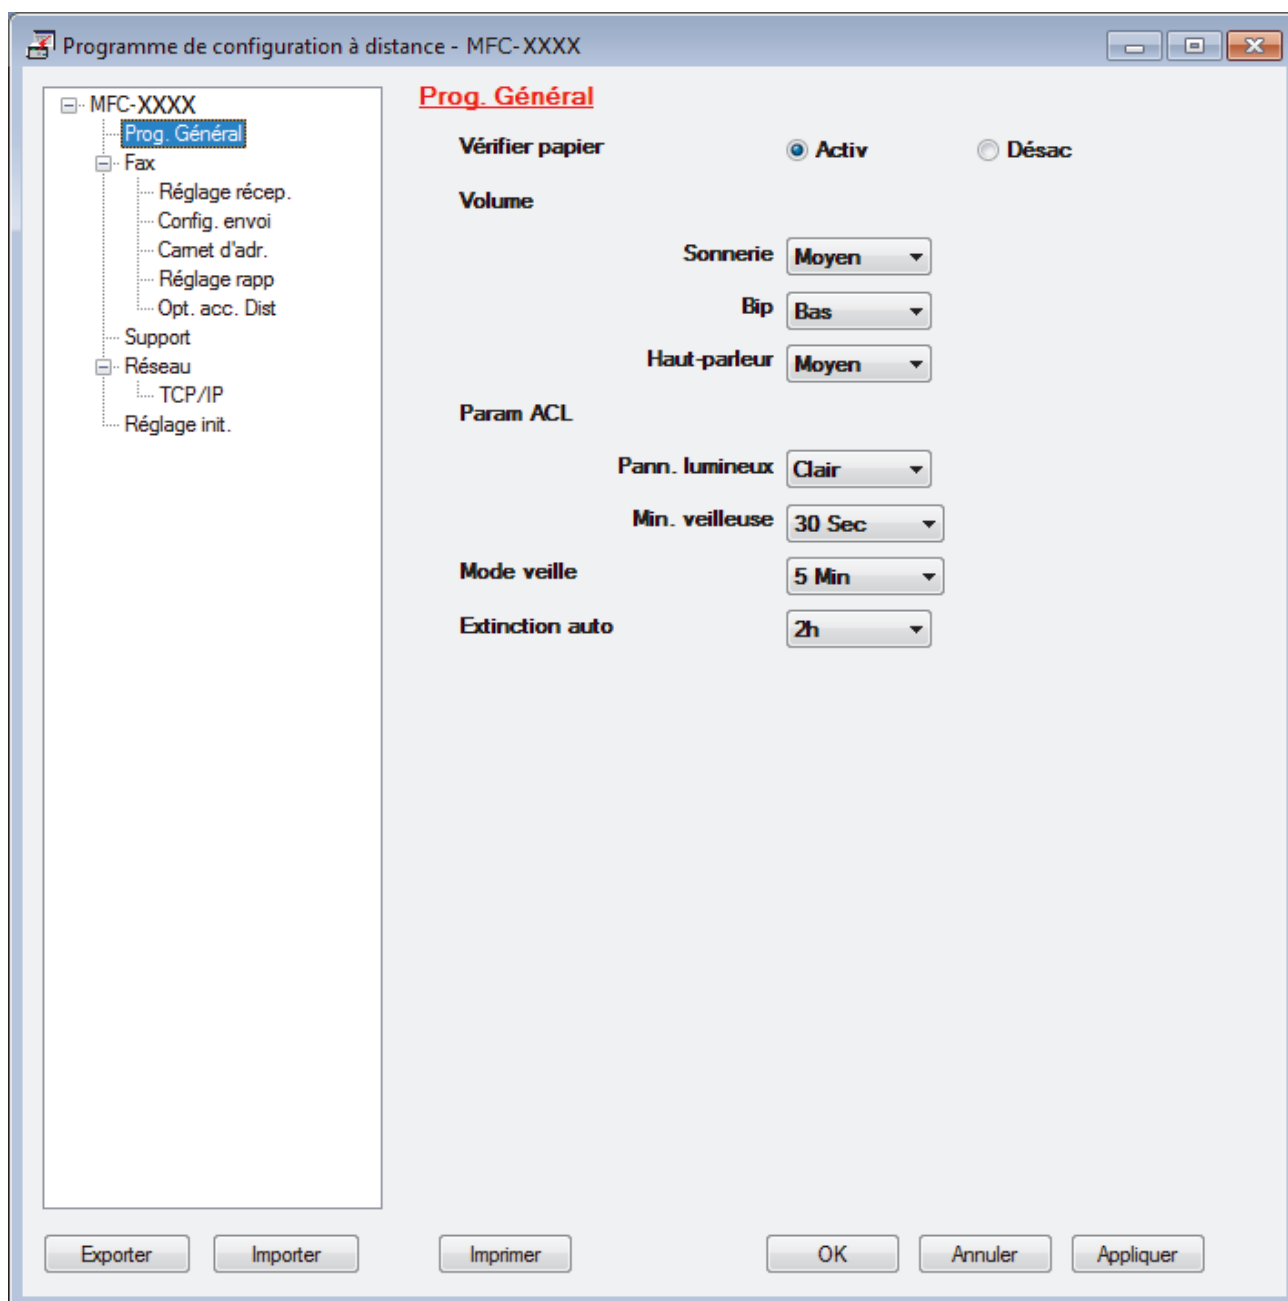 Programme de configuration à distance - MFC-XXXX
MFC-XXXX
Prog. Général
Fax
Réglage récep.
Config. envoi
Carnet d'adr.
Réglage rapp
Opt. acc. Dist
Support
Réseau
TCP/IP
Réglage init.
Prog. Général
Vérifier papier Activ Désac
Volume
Sonnerie Moyen
Bip Bas
Haut-parleur Moyen
Param ACL
Pann. lumineux Clair
Min. veilleuse 30 Sec
Mode veille 5 Min
Extinction auto 2h
Exporter Importer Imprimer OK Annuler Appliquer